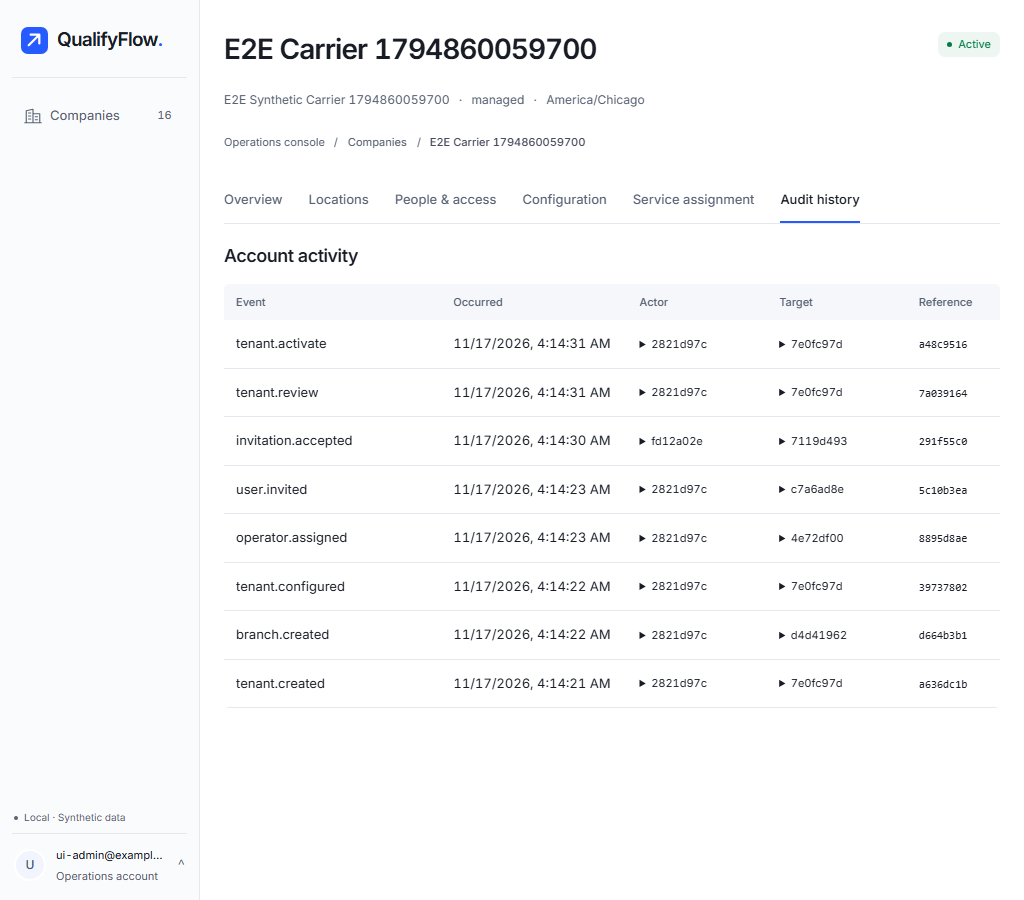 QualifyFlow.
Companies 16
Local · Synthetic data
U
ui-admin@exampl...
Operations account
E2E Carrier 1794860059700
Active
E2E Synthetic Carrier 1794860059700 · managed · America/Chicago
Operations console / Companies / E2E Carrier 1794860059700
Overview Locations People & access Configuration Service assignment Audit history
Account activity
Event Occurred Actor Target Reference
tenant.activate 11/17/2026, 4:14:31 AM 2821d97c 7e0fc97d a48c9516
tenant.review 11/17/2026, 4:14:31 AM 2821d97c 7e0fc97d 7a039164
invitation.accepted 11/17/2026, 4:14:30 AM fd12a02e 7119d493 291f55c0
user.invited 11/17/2026, 4:14:23 AM 2821d97c c7a6ad8e 5c10b3ea
operator.assigned 11/17/2026, 4:14:23 AM 2821d97c 4e72df00 8895d8ae
tenant.configured 11/17/2026, 4:14:22 AM 2821d97c 7e0fc97d 39737802
branch.created 11/17/2026, 4:14:22 AM 2821d97c d4d41962 d664b3b1
tenant.created 11/17/2026, 4:14:21 AM 2821d97c 7e0fc97d a636dc1b